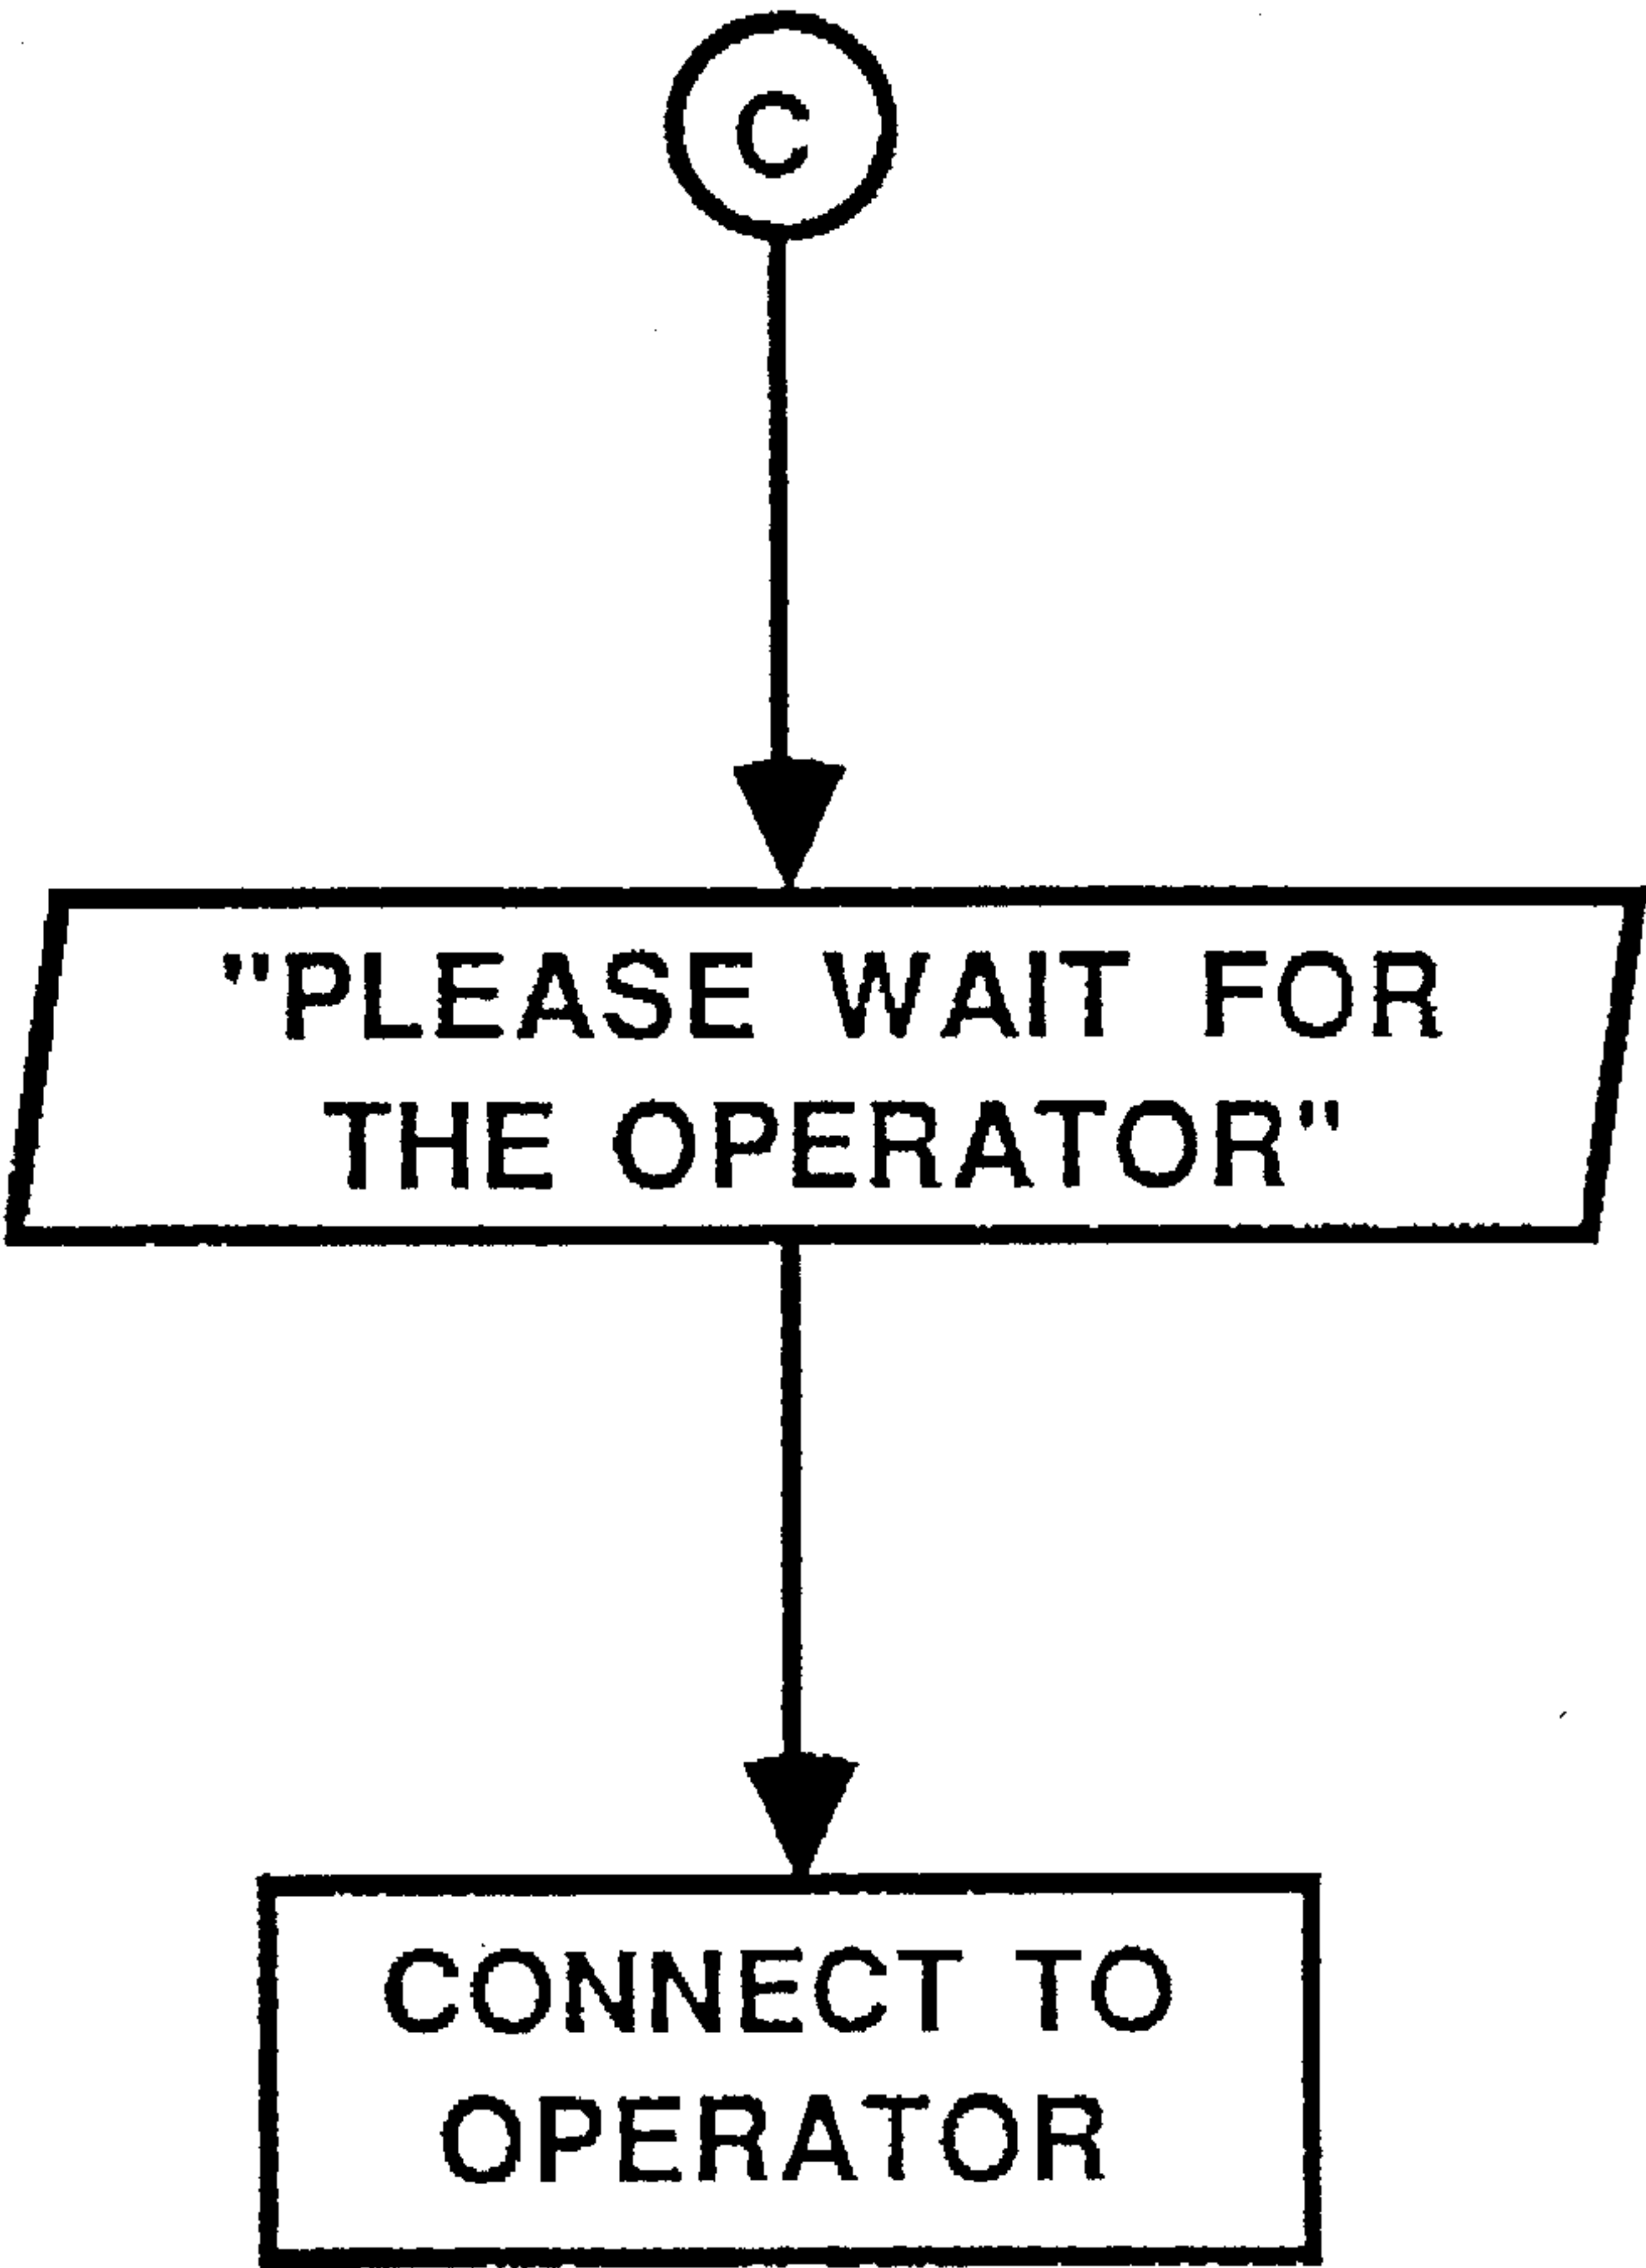 C
"PLEASE WAIT FOR
THE OPERATOR"
CONNECT TO
OPERATOR